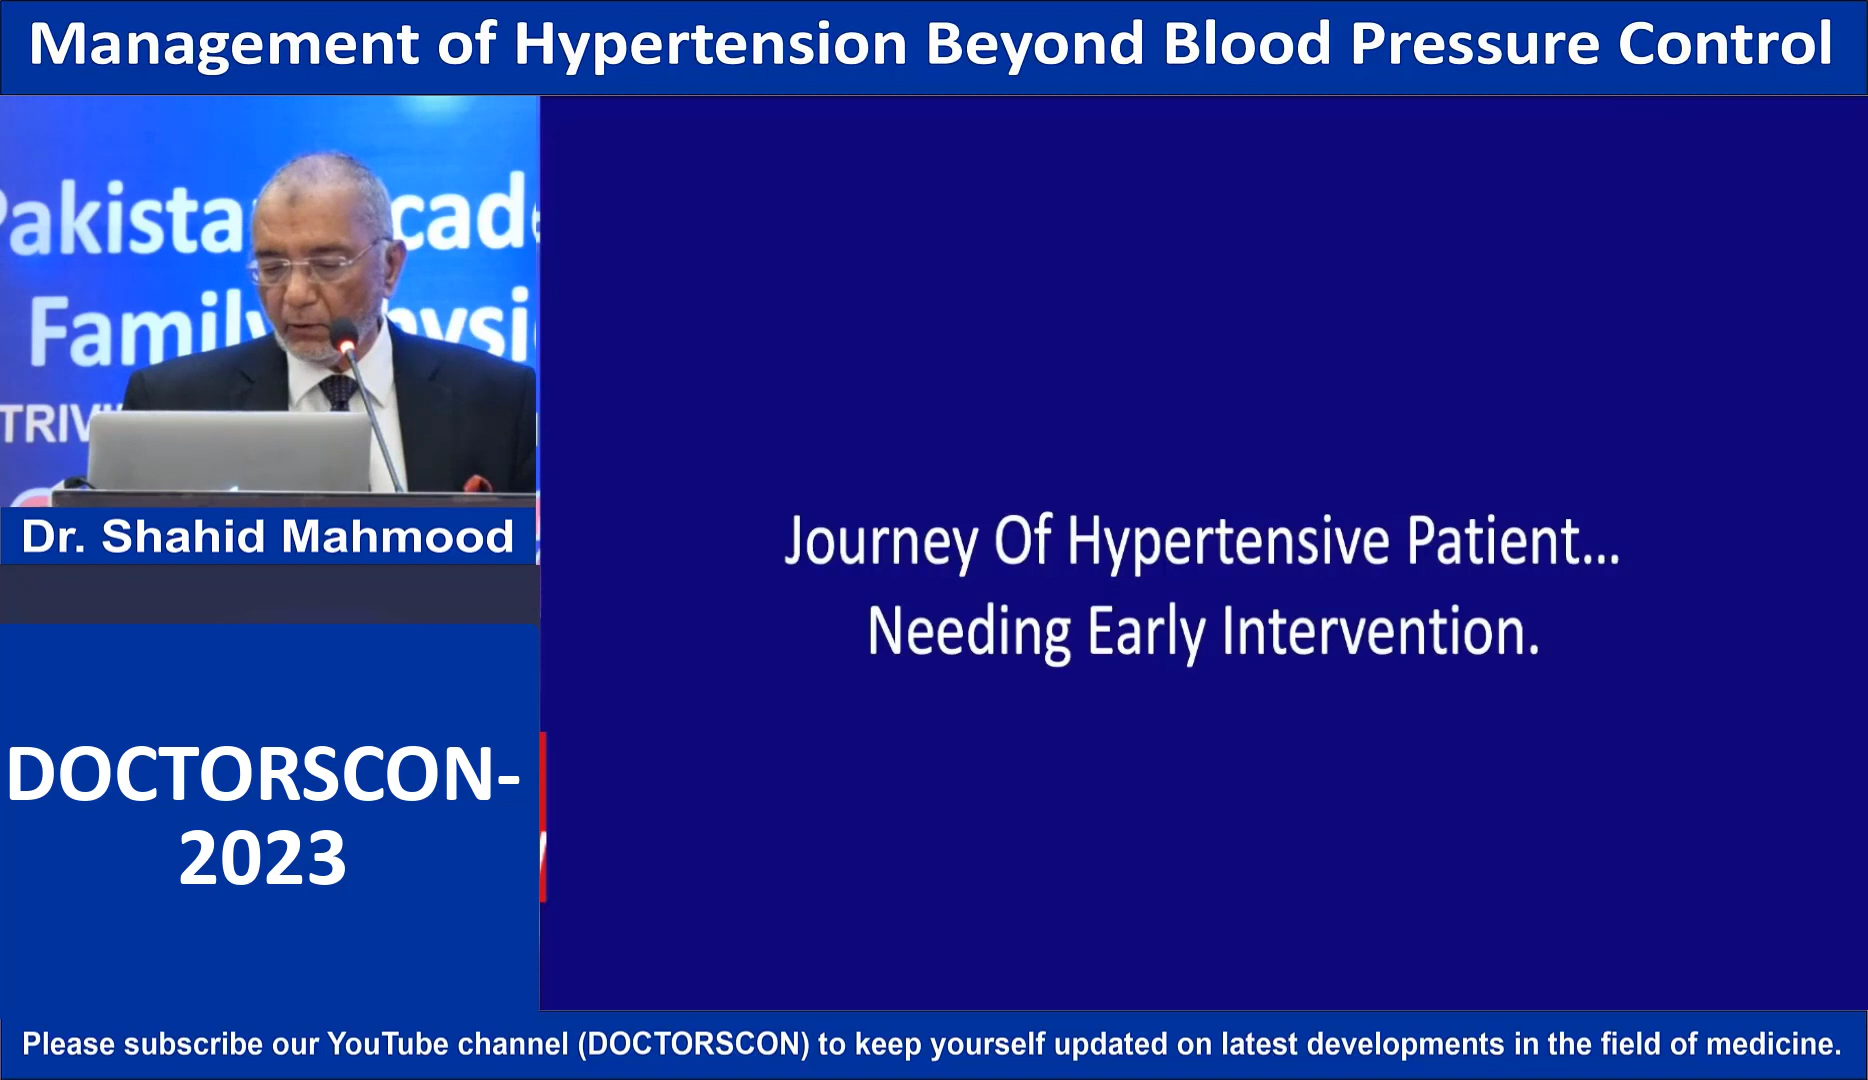 Management of Hypertension Beyond Blood Pressure Control
Family
Dr. Shahid Mahmood
DOCTORSCON-
2023
Journey Of Hypertensive Patient...
Needing Early Intervention.
Please subscribe our YouTube channel (DOCTORSCON) to keep yourself updated on latest developments in the field of medicine.